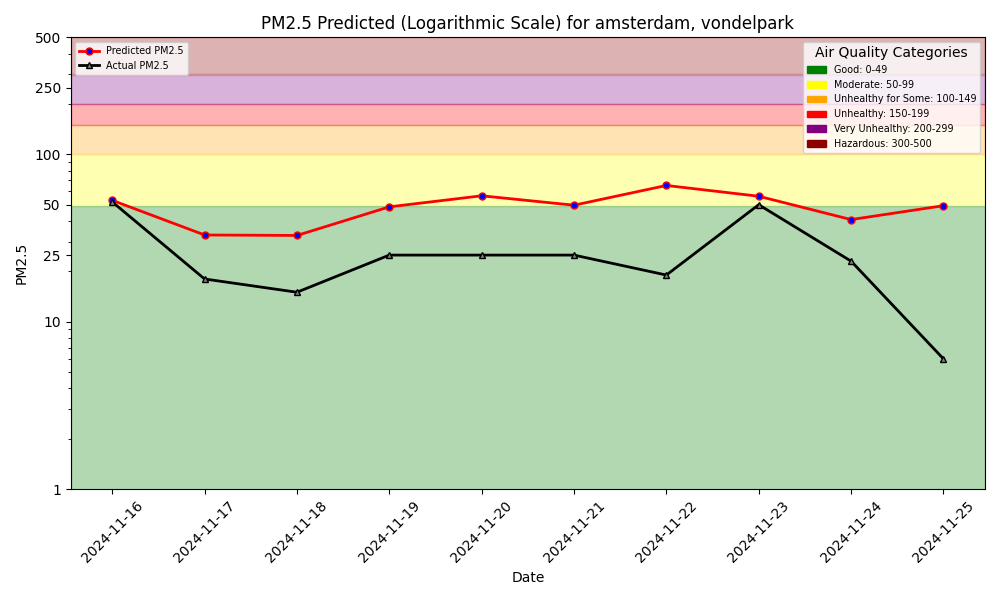 PM2.5 Predicted (Logarithmic Scale) for amsterdam, vondelpark
Predicted PM2.5
Actual PM2.5
Air Quality Categories
Good: 0-49
Moderate: 50-99
Unhealthy for Some: 100-149
Unhealthy: 150-199
Very Unhealthy: 200-299
Hazardous: 300-500
500
250
100
50
25
10
1
PM2.5
2024-11-16
2024-11-17
2024-11-18
2024-11-19
2024-11-20
2024-11-21
2024-11-22
2024-11-23
2024-11-24
2024-11-25
Date